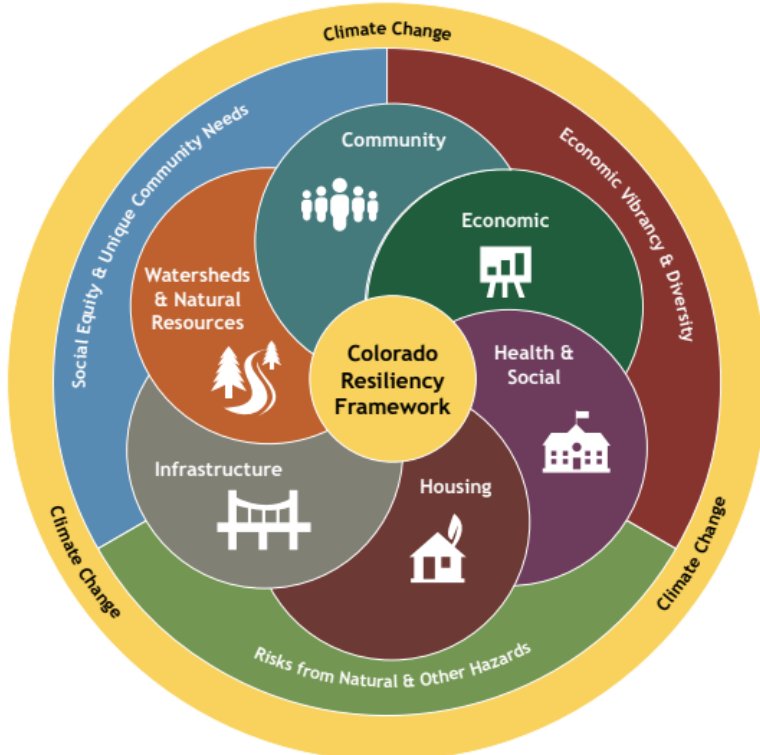 Climate Change
Social Equity & Unique Community Needs
Economic Vibrancy & Diversity
Community
Economic
Watersheds
& Natural
Resources
Health &
Social
Colorado
Resiliency
Framework
Infrastructure
Housing
Climate Change
Climate Change
Risks from Natural & Other Hazards